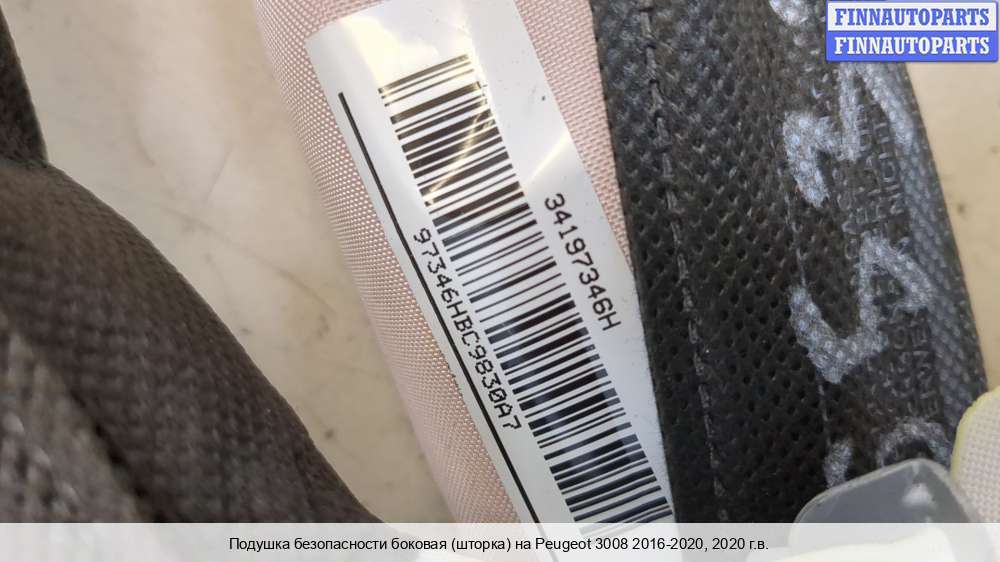 FINNAUTOPARTS
FINNAUTOPARTS
34197346H
97346HBC9830A7
Подушка безопасности боковая (шторка) на Peugeot 3008 2016-2020, 2020 г.в.